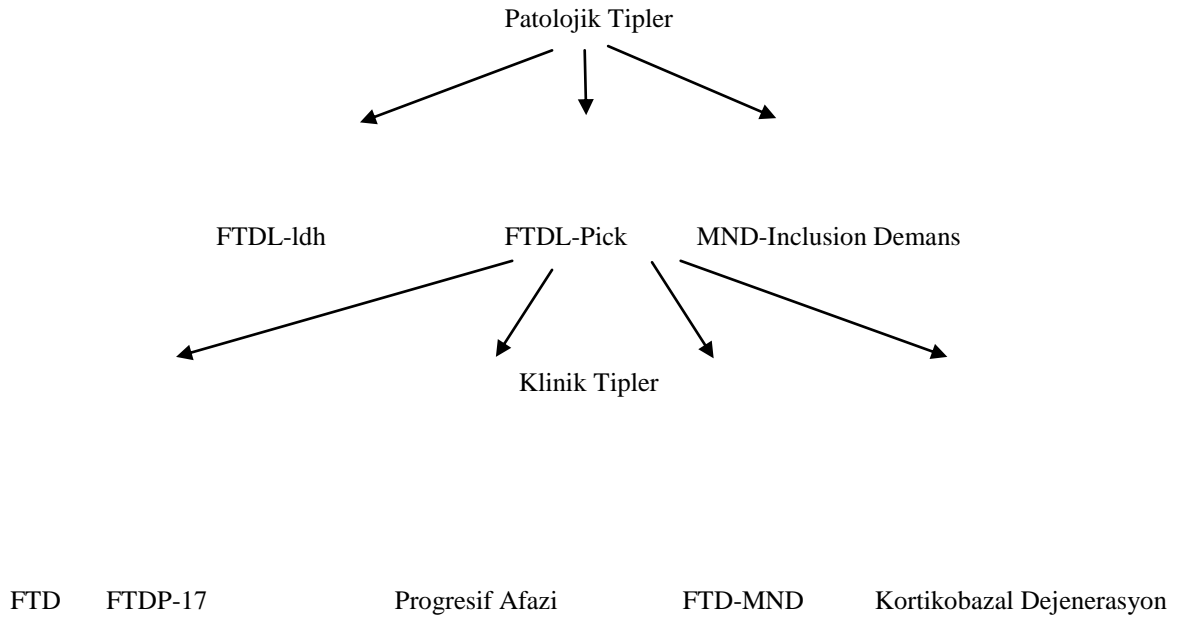 Patolojik Tipler
FTDL-ldh FTDL-Pick MND-Inclusion Demans
Klinik Tipler
FTD FTDP-17 Progresif Afazi FTD-MND Kortikobazal Dejenerasyon